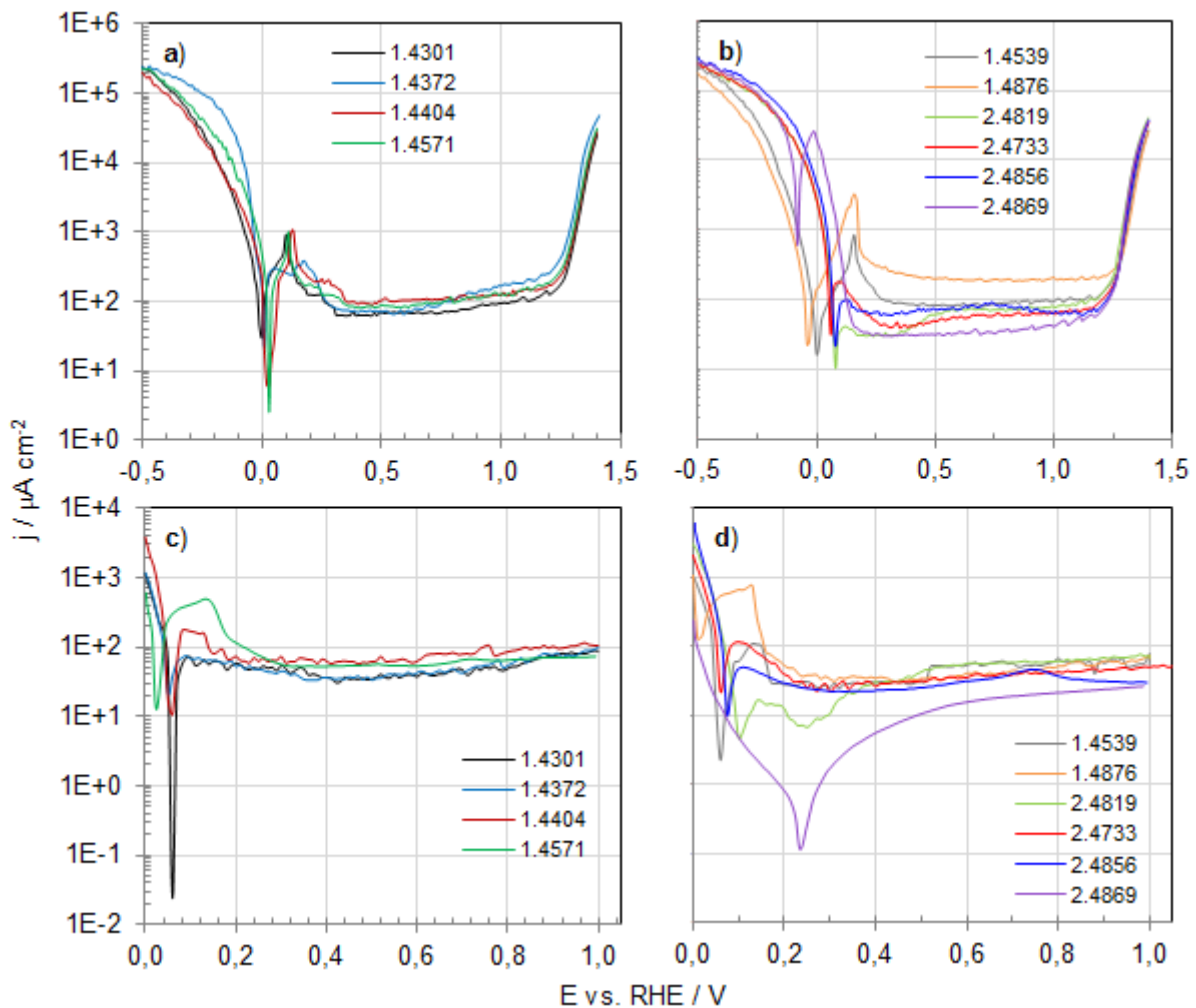 a)
1.4301
1.4372
1.4404
1.4571
1E+6
1E+5
1E+4
1E+3
1E+2
1E+1
1E+0
-0,5
0,0
0,5
1,0
1,5
b)
1.4539
1.4876
2.4819
2.4733
2.4856
2.4869
-0,5
0,0
0,5
1,0
1,5
j / µA cm-2
c)
1.4301
1.4372
1.4404
1.4571
1E+4
1E+3
1E+2
1E+1
1E+0
1E-1
1E-2
0,0
0,2
0,4
0,6
0,8
1,0
d)
1.4539
1.4876
2.4819
2.4733
2.4856
2.4869
0,0
0,2
0,4
0,6
0,8
1,0
E vs. RHE / V